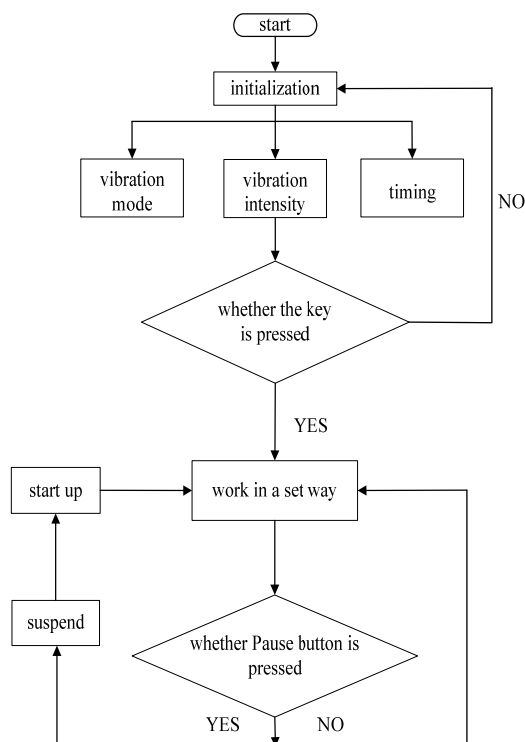 start
initialization
vibration
mode
vibration
intensity
timing
NO
whether the key
is pressed
YES
start up
work in a set way
suspend
whether Pause button is
pressed
YES
NO